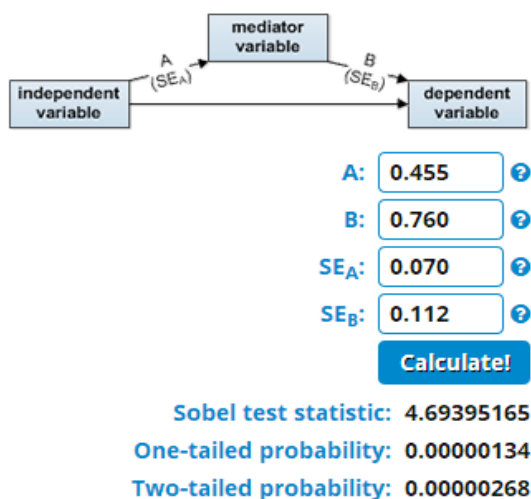 mediator
variable
A
(SEA)
B
(SEB)
independent
variable
dependent
variable
A: 0.455
B: 0.760
SEA: 0.070
SEB: 0.112
Calculate!
Sobel test statistic: 4.69395165
One-tailed probability: 0.00000134
Two-tailed probability: 0.00000268